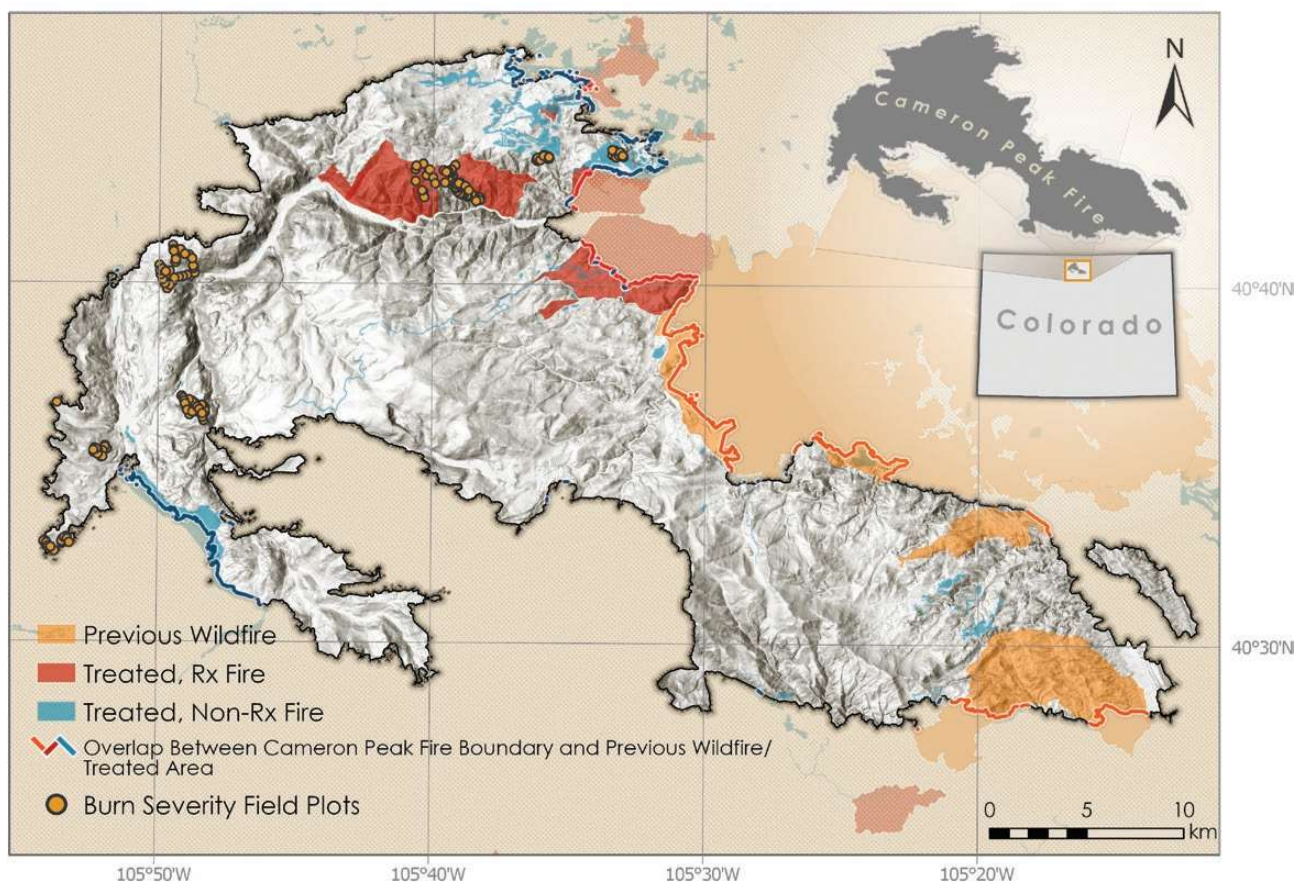 N
Cameron Peak Fire
Colorado
40°40'N
40°30'N
Previous Wildfire
Treated, Rx Fire
Treated, Non-Rx Fire
Overlap Between Cameron Peak Fire Boundary and Previous Wildfire/
Treated Area
Burn Severity Field Plots
0 5 10
km
105°50'W 105°40'W 105°30'W 105°20'W